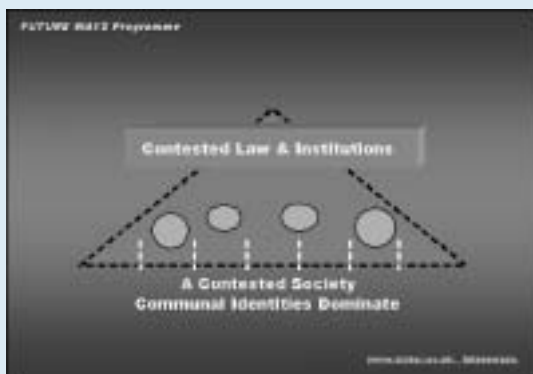 FUTURE WAYS Programme
Contested Law & Institutions
A Contested Society
Communal Identities Dominate